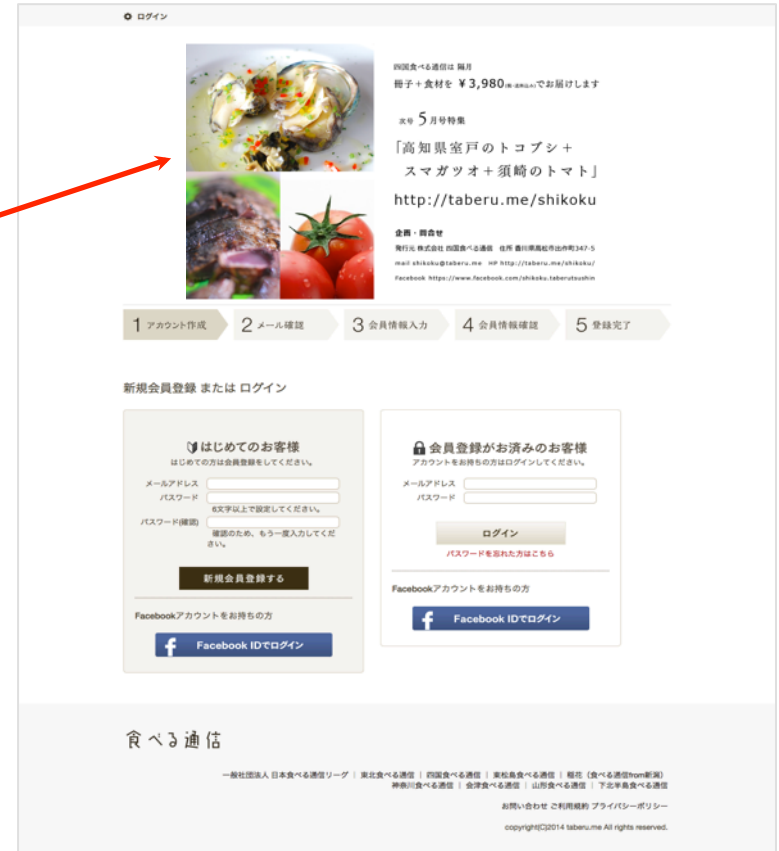 ログイン
四国食べる通信は 隔月
冊子+食材を ¥3,980(税・送料込み)でお届けします
次号 5月号特集
「高知県室戸のトコブシ+
スマガツオ+須崎のトマト」
http://taberu.me/shikoku
企画・問合せ
発行元 株式会社 四国食べる通信 住所 香川県高松市出作町347-5
mail shikoku@taberu.me HP http://taberu.me/shikoku/
Facebook https://www.facebook.com/shikoku.taberutsushin
1 アカウント作成 2 メール確認 3 会員情報入力 4 会員情報確認 5 登録完了
新規会員登録 または ログイン
はじめてのお客様
はじめての方は会員登録をしてください。
メールアドレス
パスワード
6文字以上で設定してください。
パスワード(確認)
確認のため、もう一度入力してくだ
さい。
新規会員登録する
Facebookアカウントをお持ちの方
Facebook IDでログイン
会員登録がお済みのお客様
アカウントをお持ちの方はログインしてください。
メールアドレス
パスワード
ログイン
パスワードを忘れた方はこちら
Facebookアカウントをお持ちの方
Facebook IDでログイン
食べる通信
一般社団法人 日本食べる通信リーグ | 東北食べる通信 | 四国食べる通信 | 東松島食べる通信 | 稲花(食べる通信from新潟)
神奈川食べる通信 | 会津食べる通信 | 山形食べる通信 | 下北半島食べる通信
お問い合わせ ご利用規約 プライバシーポリシー
copyright(C)2014 taberu.me All rights reserved.